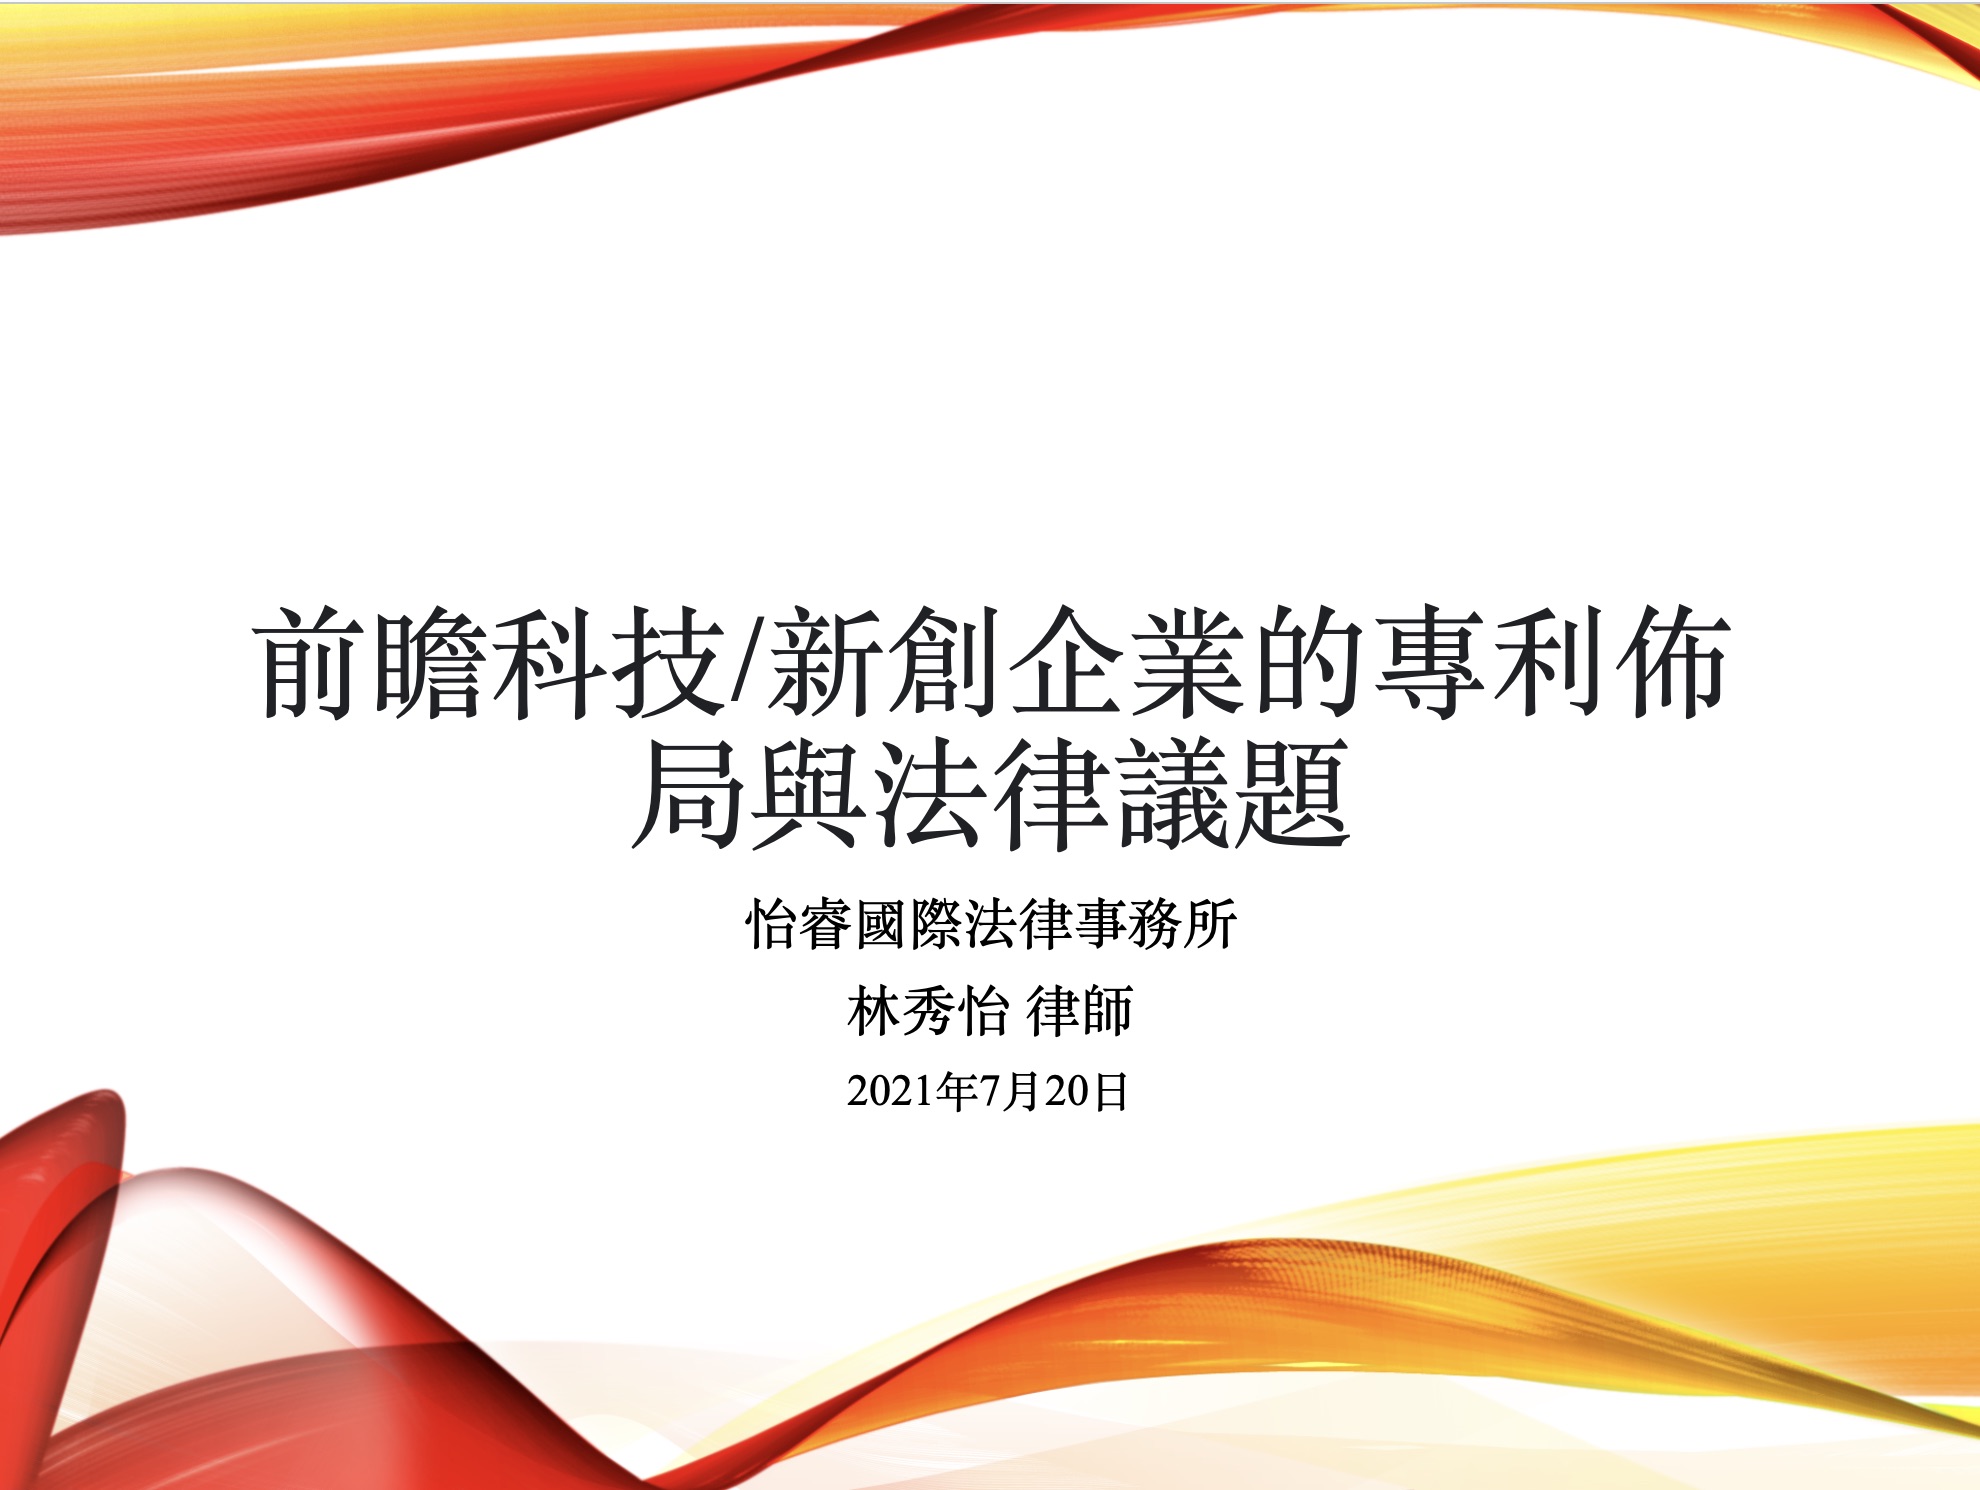 前瞻科技/新創企業的專利佈
局與法律議題
怡睿國際法律事務所
林秀怡 律師
2021年7月20日